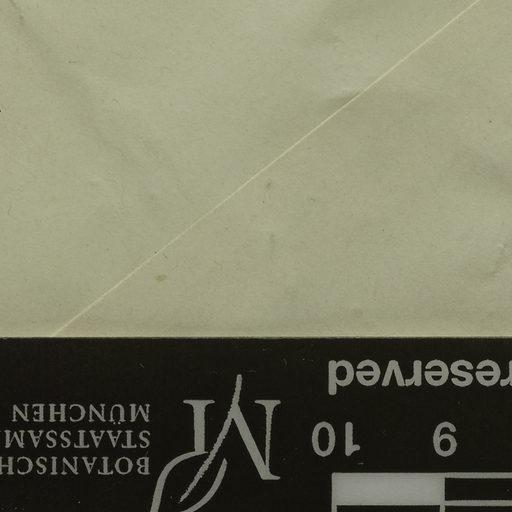 BOTANISCH
STAATSSAM
MÜNCHEN
M
9 10
reserved